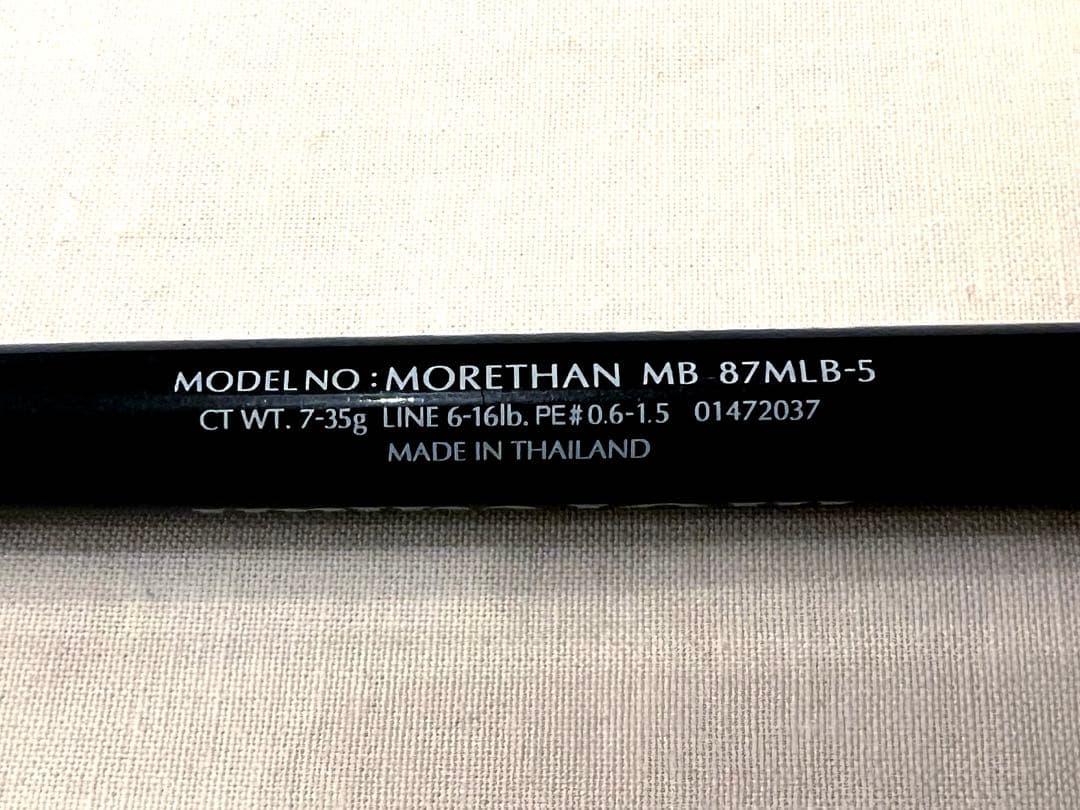 MODEL NO : MORETHAN MB 87MLB-5
CT WT. 7-35g LINE 6-16lb. PE#0.6-1.5 01472037
MADE IN THAILAND